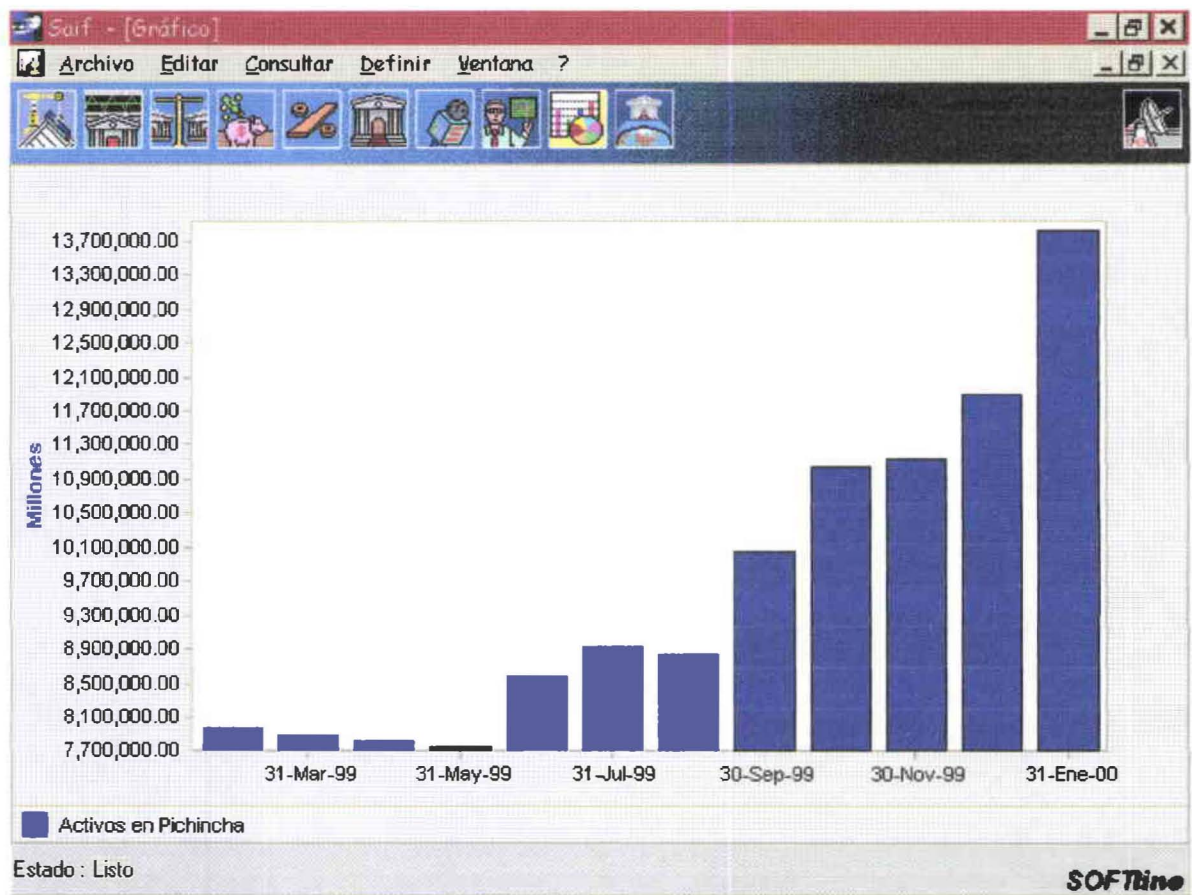 Saif - [Gráfico]
Archivo Editar Consultar Definir Ventana ?
13,700,000.00
13,300,000.00
12,900,000.00
12,500,000.00
12,100,000.00
11,700,000.00
11,300,000.00
10,900,000.00
10,500,000.00
10,100,000.00
9,700,000.00
9,300,000.00
8,900,000.00
8,500,000.00
8,100,000.00
7,700,000.00
Millones
31-Mar-99 31-May-99 31-Jul-99 30-Sep-99 30-Nov-99 31-Ene-00
Activos en Pichincha
Estado : Listo
SOFTline